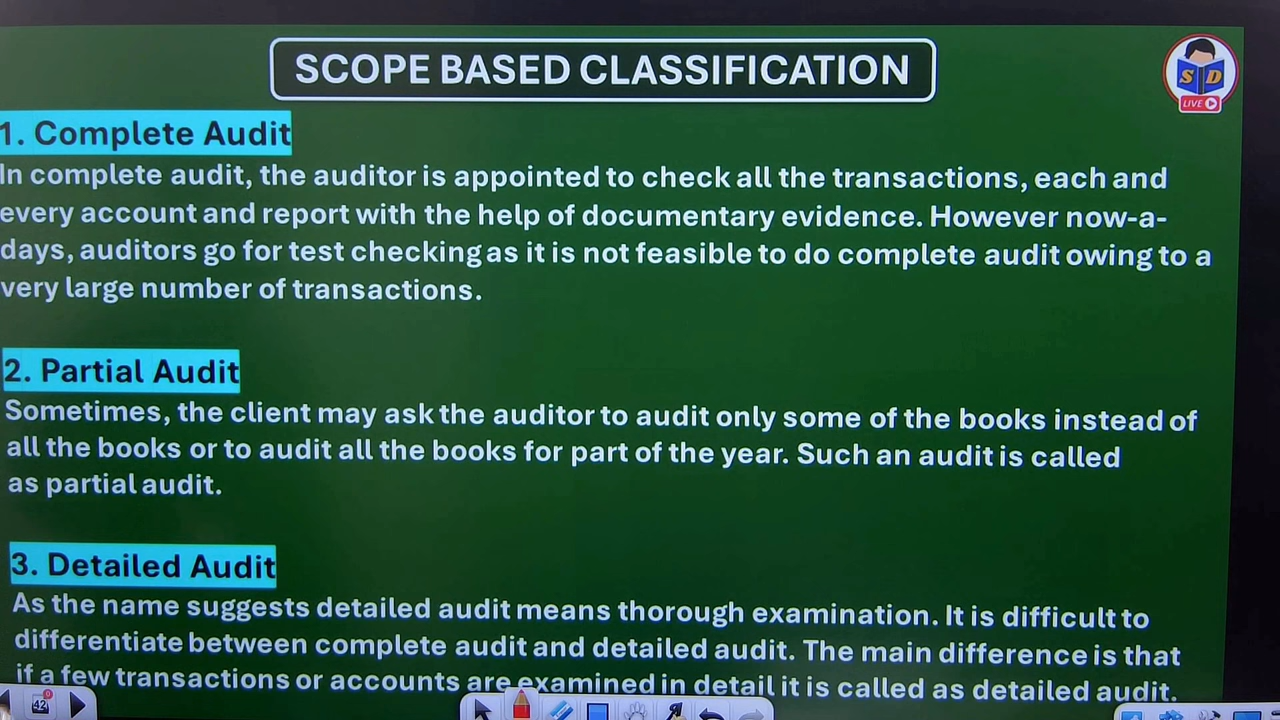 SCOPE BASED CLASSIFICATION
S D
LIVE
1. Complete Audit
In complete audit, the auditor is appointed to check all the transactions, each and
every account and report with the help of documentary evidence. However now-a-
days, auditors go for test checking as it is not feasible to do complete audit owing to a
very large number of transactions.
2. Partial Audit
Sometimes, the client may ask the auditor to audit only some of the books instead of
all the books or to audit all the books for part of the year. Such an audit is called
as partial audit.
3. Detailed Audit
As the name suggests detailed audit means thorough examination. It is difficult to
differentiate between complete audit and detailed audit. The main difference is that
if a few transactions or accounts are examined in detail it is called as detailed audit.
42
0